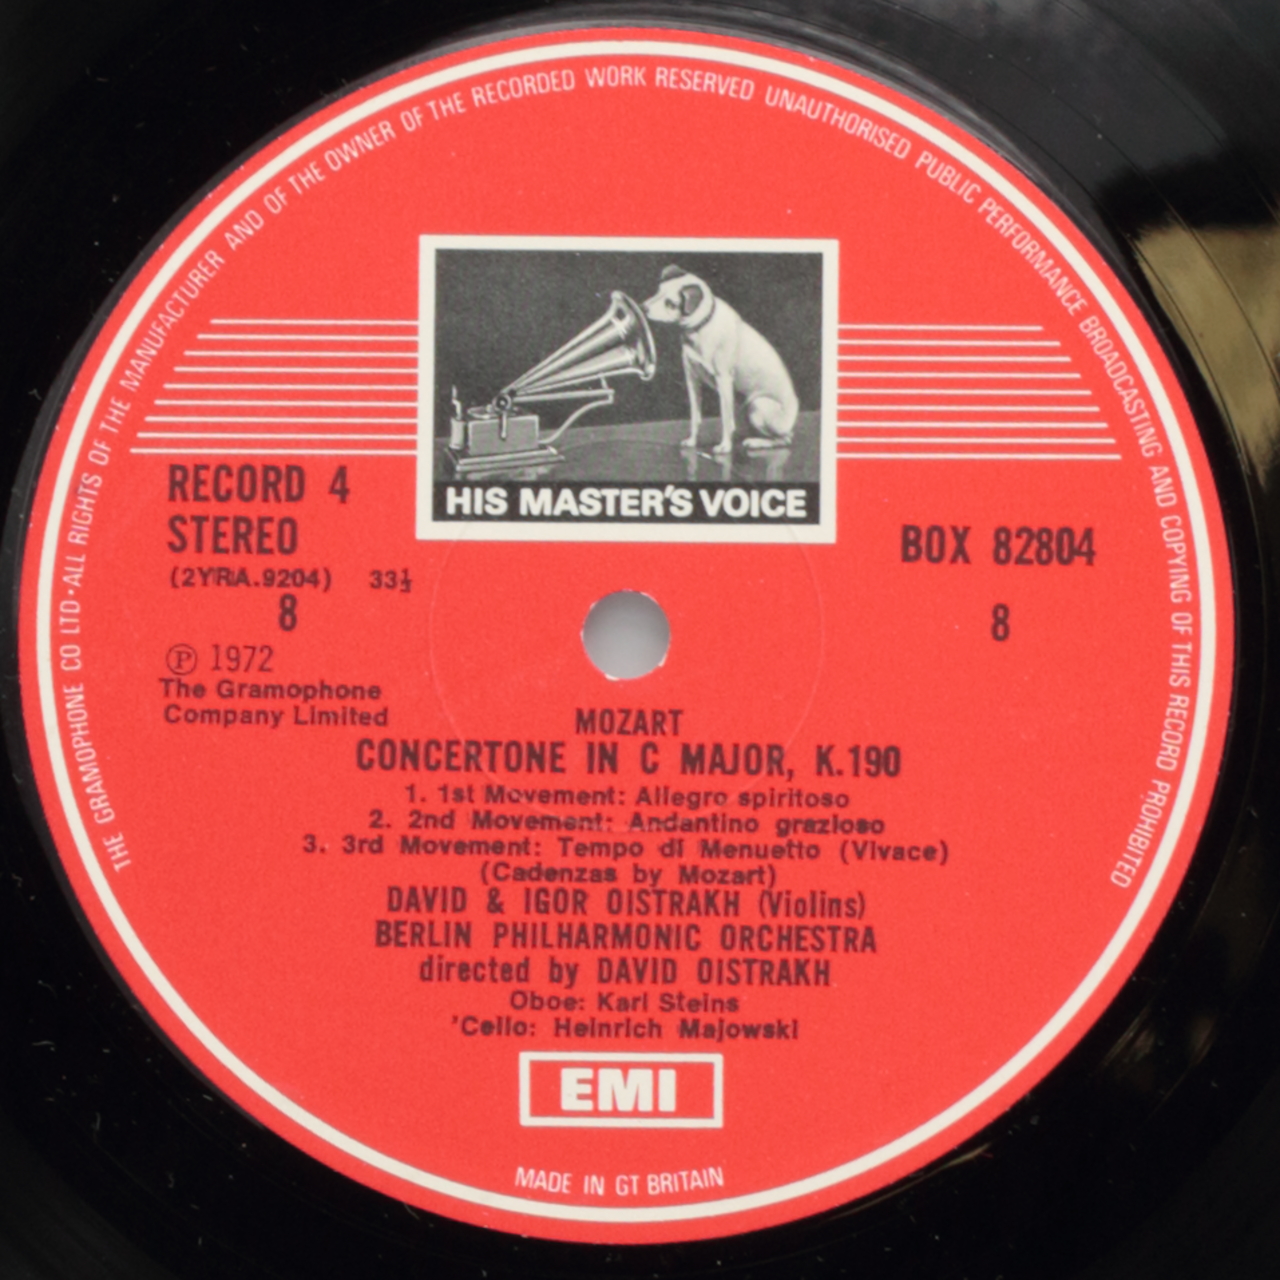 THE GRAMOPHONE CO LTD·ALL RIGHTS OF THE MANUFACTURER AND OF THE OWNER OF THE RECORDED WORK RESERVED UNAUTHORISED PUBLIC PERFORMANCE BROADCASTING AND COPYING OF THIS RECORD PROHIBITED
HIS MASTER'S VOICE
RECORD 4
STEREO
(2YRA.9204) 33⅓
8
BOX 82804
8
℗ 1972
The Gramophone
Company Limited
MOZART
CONCERTONE IN C MAJOR, K.190
1. 1st Movement: Allegro spiritoso
2. 2nd Movement: Andantino grazioso
3. 3rd Movement: Tempo di Menuetto (Vivace)
(Cadenzas by Mozart)
DAVID & IGOR OISTRAKH (Violins)
BERLIN PHILHARMONIC ORCHESTRA
directed by DAVID OISTRAKH
Oboe: Karl Steins
'Cello: Heinrich Majowski
EMI
MADE IN GT BRITAIN